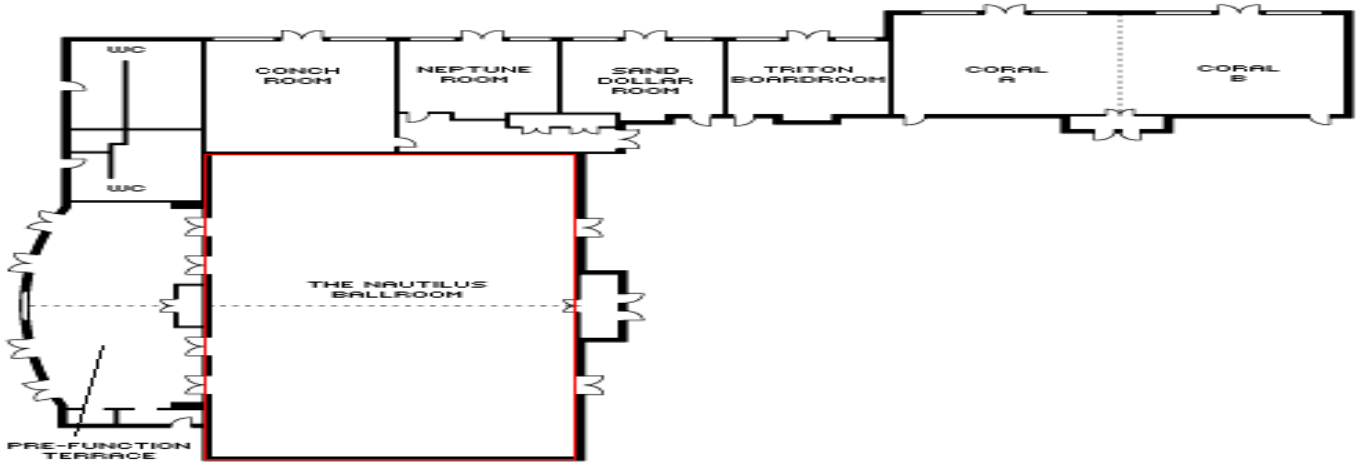 WC
CONCH
ROOM
NEPTUNE
ROOM
SAND
DOLLAR
ROOM
TRITON
BOARDROOM
CORAL
A
CORAL
B
WC
THE NAUTILUS
BALLROOM
PRE-FUNCTION
TERRACE